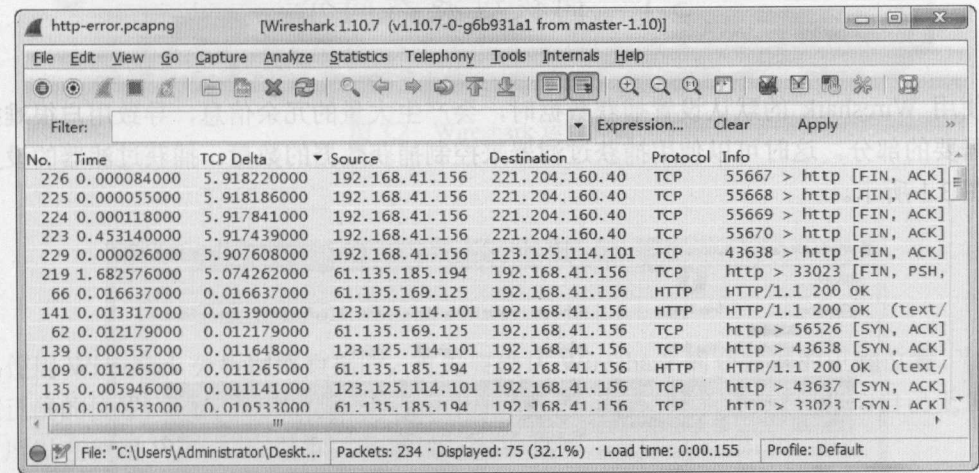 http-error.pcapng [Wireshark 1.10.7 (v1.10.7-0-g6b931a1 from master-1.10)]
File Edit View Go Capture Analyze Statistics Telephony Tools Internals Help
Filter: Expression... Clear Apply »
No. Time TCP Delta Source Destination Protocol Info
226 0.000084000 5.918220000 192.168.41.156 221.204.160.40 TCP 55667 > http [FIN, ACK]
225 0.000055000 5.918186000 192.168.41.156 221.204.160.40 TCP 55668 > http [FIN, ACK]
224 0.000118000 5.917841000 192.168.41.156 221.204.160.40 TCP 55669 > http [FIN, ACK]
223 0.453140000 5.917439000 192.168.41.156 221.204.160.40 TCP 55670 > http [FIN, ACK]
229 0.000026000 5.907608000 192.168.41.156 123.125.114.101 TCP 43638 > http [FIN, ACK]
219 1.682576000 5.074262000 61.135.185.194 192.168.41.156 TCP http > 33023 [FIN, PSH,
66 0.016637000 0.016637000 61.135.169.125 192.168.41.156 HTTP HTTP/1.1 200 OK
141 0.013317000 0.013900000 123.125.114.101 192.168.41.156 HTTP HTTP/1.1 200 OK (text/
62 0.012179000 0.012179000 61.135.169.125 192.168.41.156 TCP http > 56526 [SYN, ACK]
139 0.000557000 0.011648000 123.125.114.101 192.168.41.156 TCP http > 43638 [SYN, ACK]
109 0.011265000 0.011265000 61.135.185.194 192.168.41.156 HTTP HTTP/1.1 200 OK (text/
135 0.005946000 0.011141000 123.125.114.101 192.168.41.156 TCP http > 43637 [SYN, ACK]
105 0.010533000 0.010533000 61.135.185.194 192.168.41.156 TCP http > 33023 [SYN, ACK]
File: "C:\Users\Administrator\Deskt... Packets: 234 · Displayed: 75 (32.1%) · Load time: 0:00.155 Profile: Default